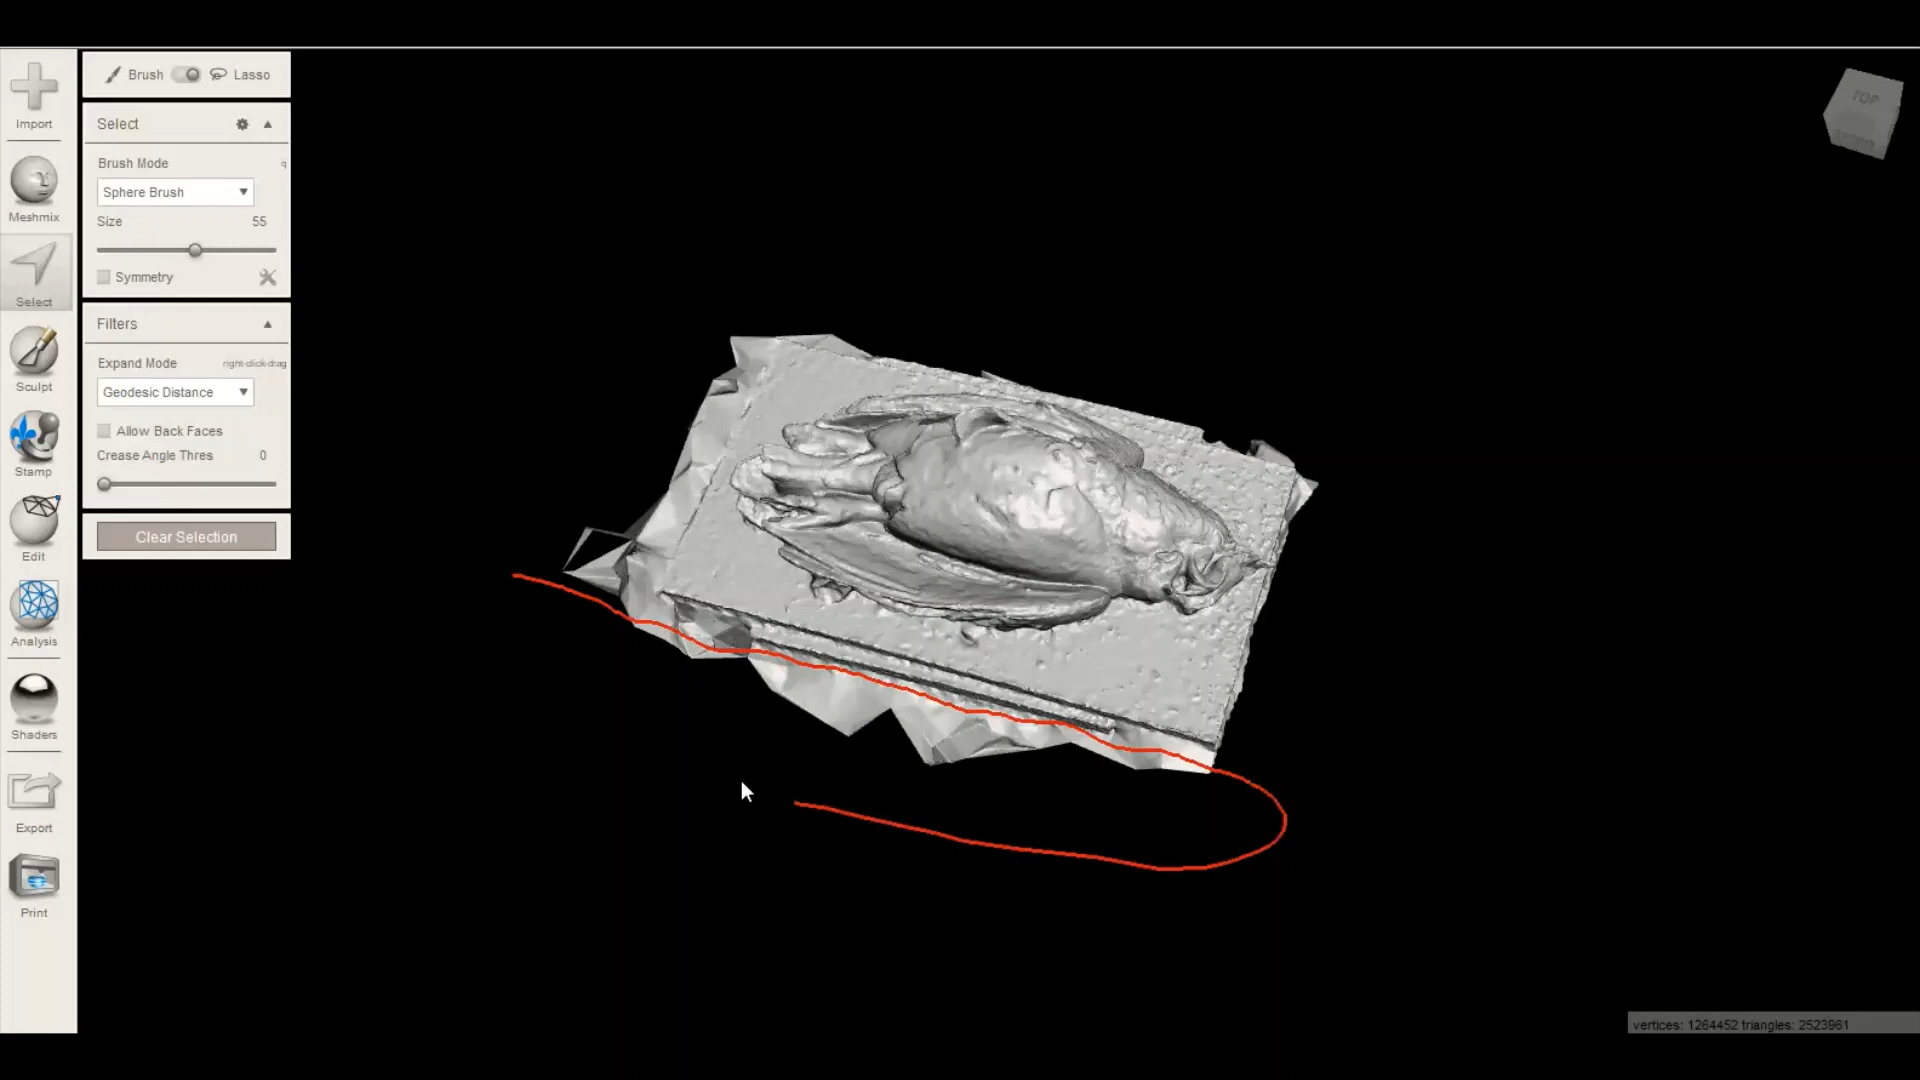 Import
Meshmix
Select
Sculpt
Stamp
Edit
Analysis
Shaders
Export
Print
Brush Lasso
Select
Brush Mode q
Sphere Brush
Size 55
Symmetry
Filters
Expand Mode right-click-drag
Geodesic Distance
Allow Back Faces
Crease Angle Thres 0
Clear Selection
TOP
vertices: 1264452 triangles: 2523961